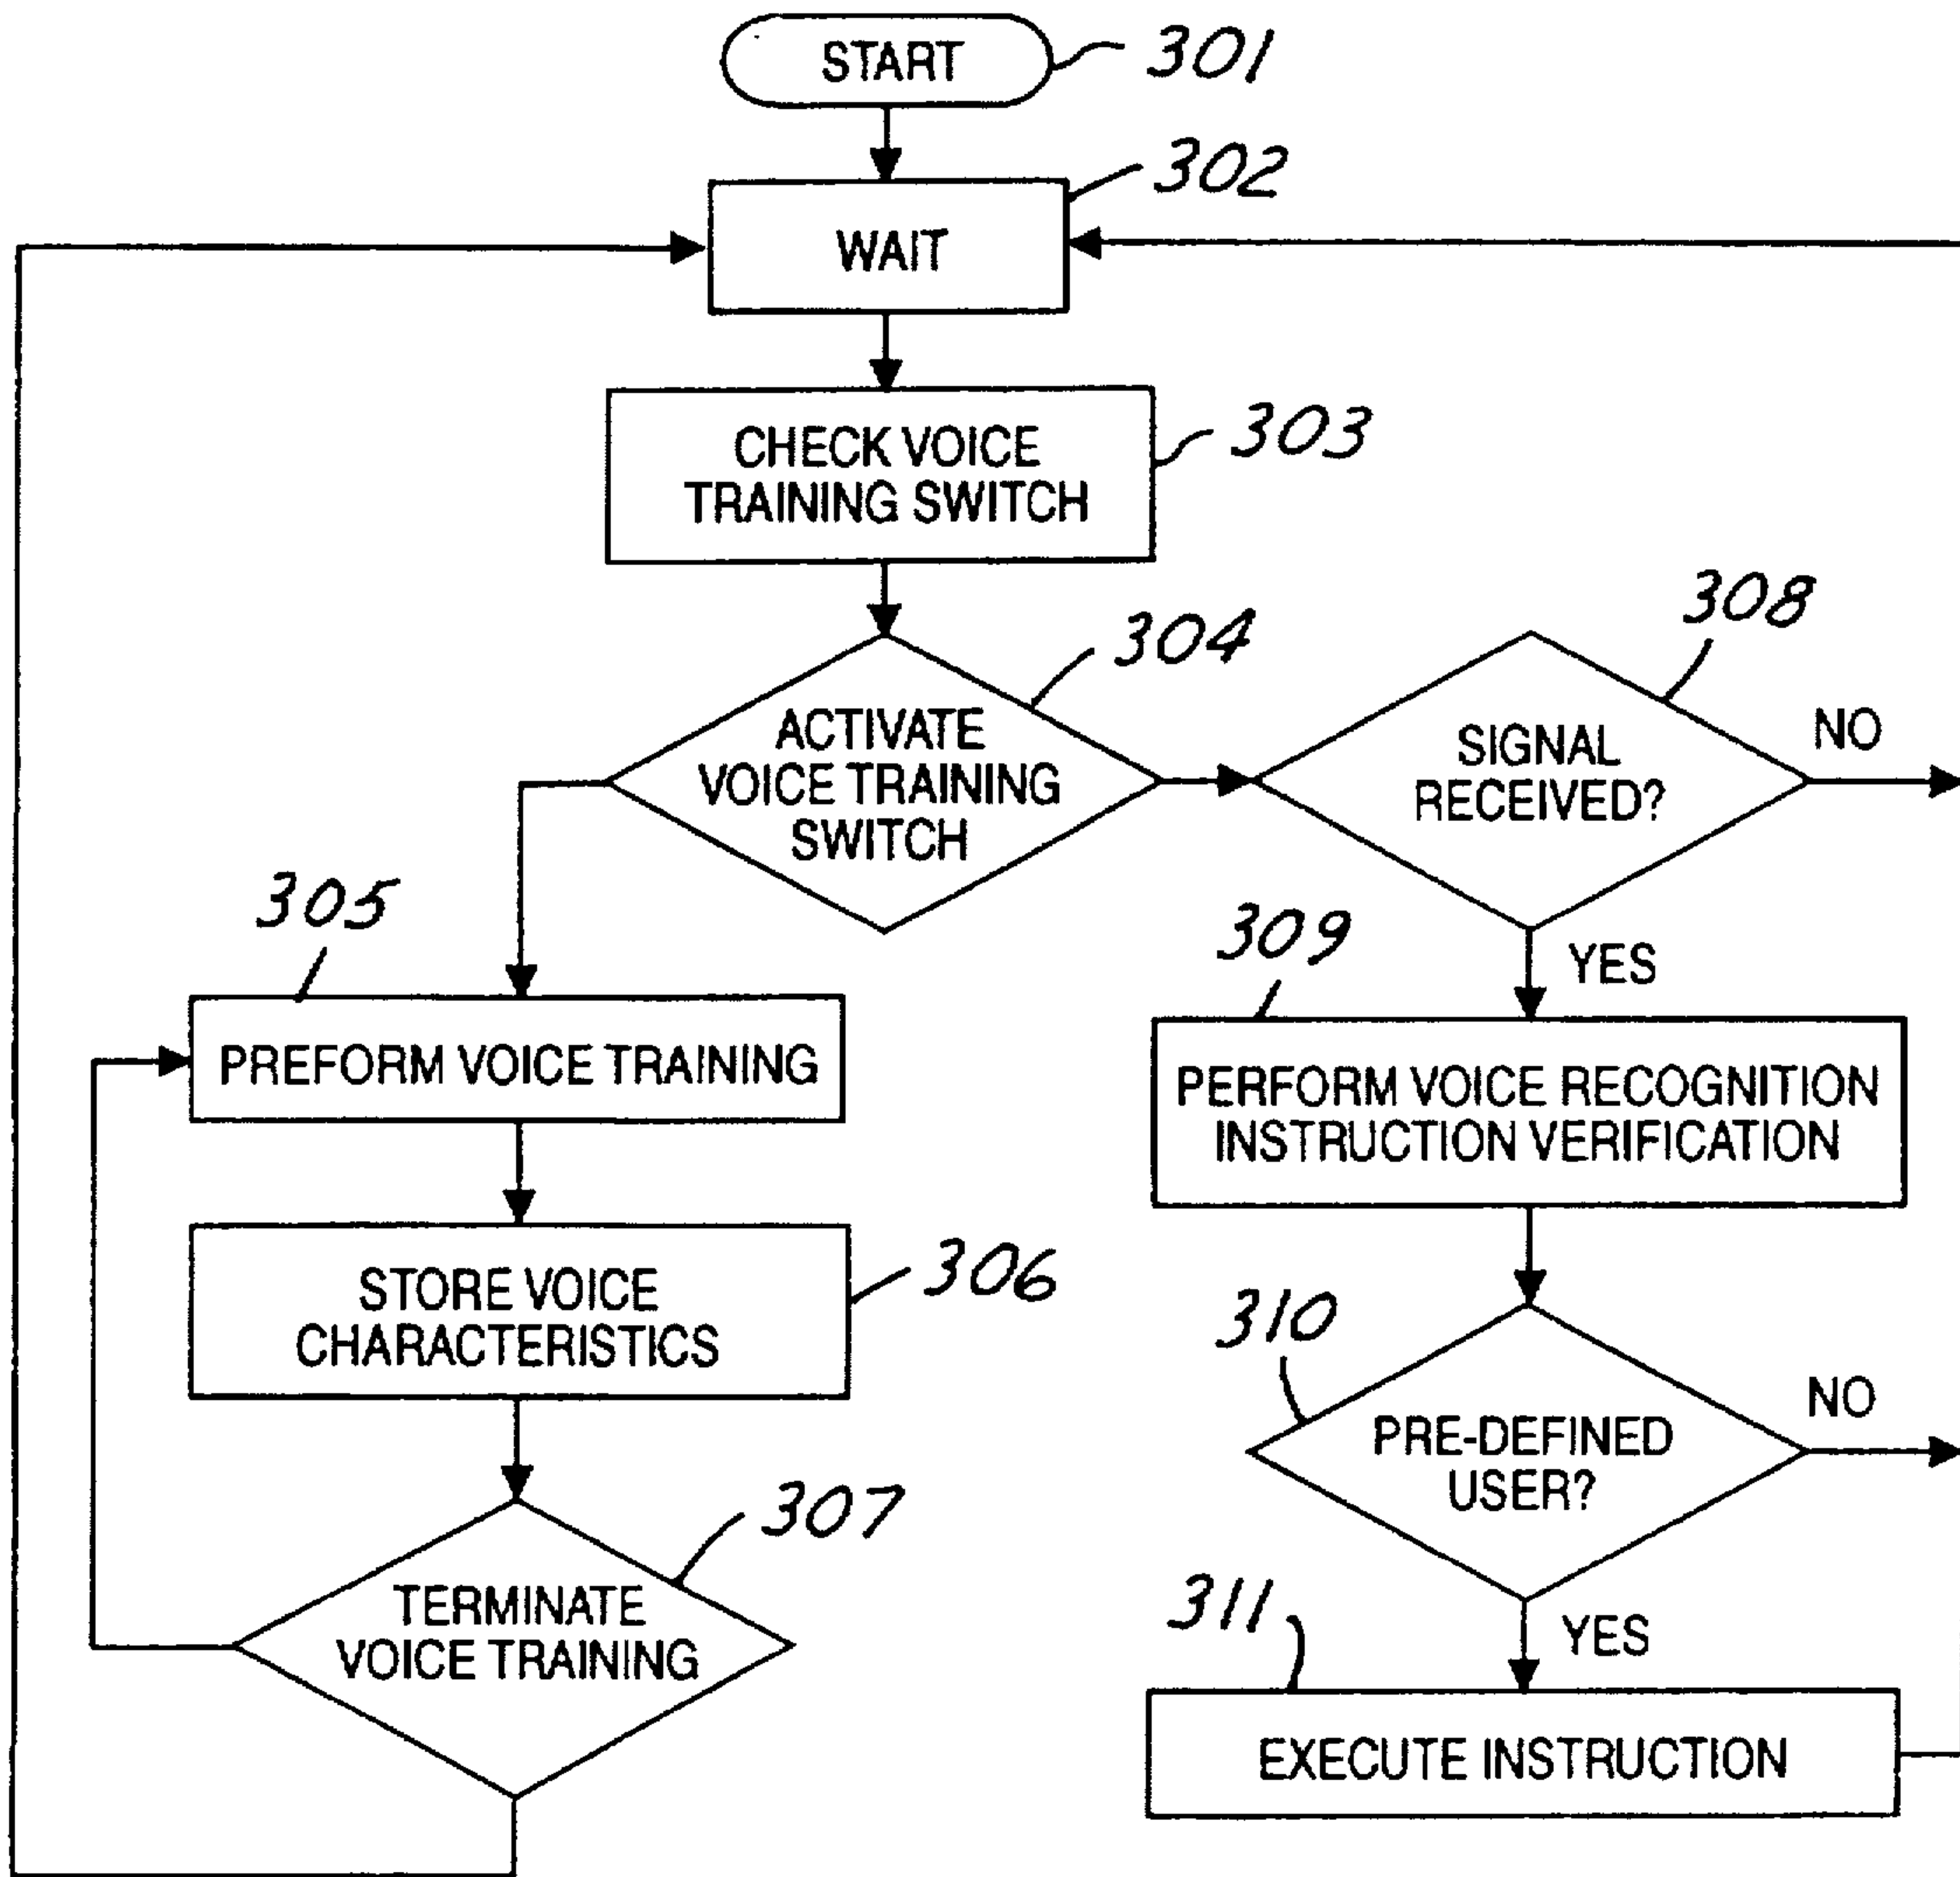 START
301
302
WAIT
CHECK VOICE
TRAINING SWITCH
303
304
ACTIVATE
VOICE TRAINING
SWITCH
308
SIGNAL
RECEIVED?
NO
YES
305
PREFORM VOICE TRAINING
309
PERFORM VOICE RECOGNITION
INSTRUCTION VERIFICATION
STORE VOICE
CHARACTERISTICS
306
310
PRE-DEFINED
USER?
NO
YES
307
TERMINATE
VOICE TRAINING
311
EXECUTE INSTRUCTION